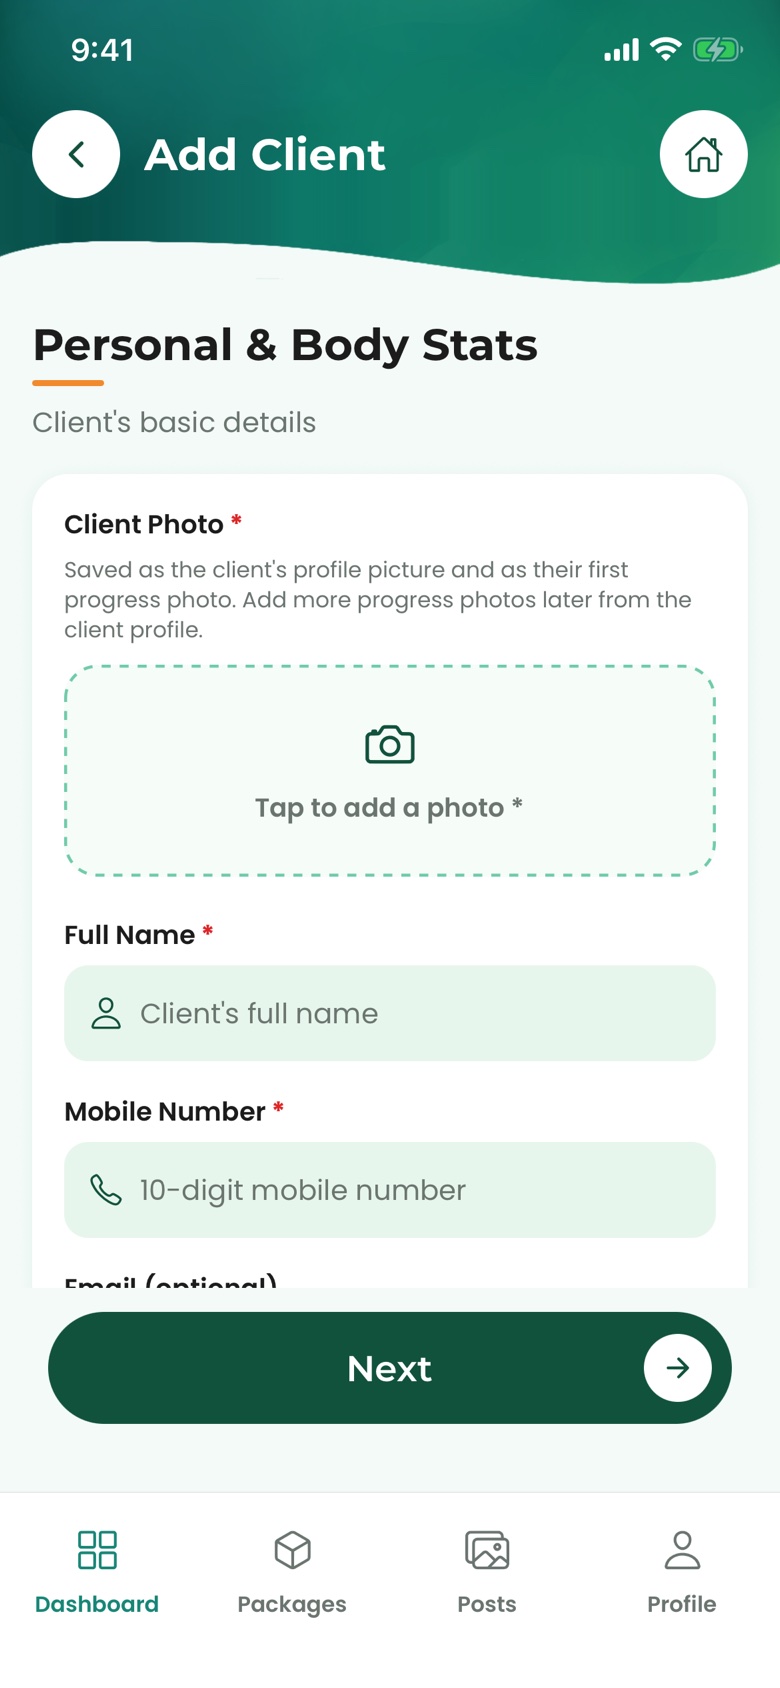 9:41
Add Client
Personal & Body Stats
Client's basic details
Client Photo *
Saved as the client's profile picture and as their first
progress photo. Add more progress photos later from the
client profile.
Tap to add a photo *
Full Name *
Client's full name
Mobile Number *
10-digit mobile number
Email (optional)
Next
Dashboard
Packages
Posts
Profile